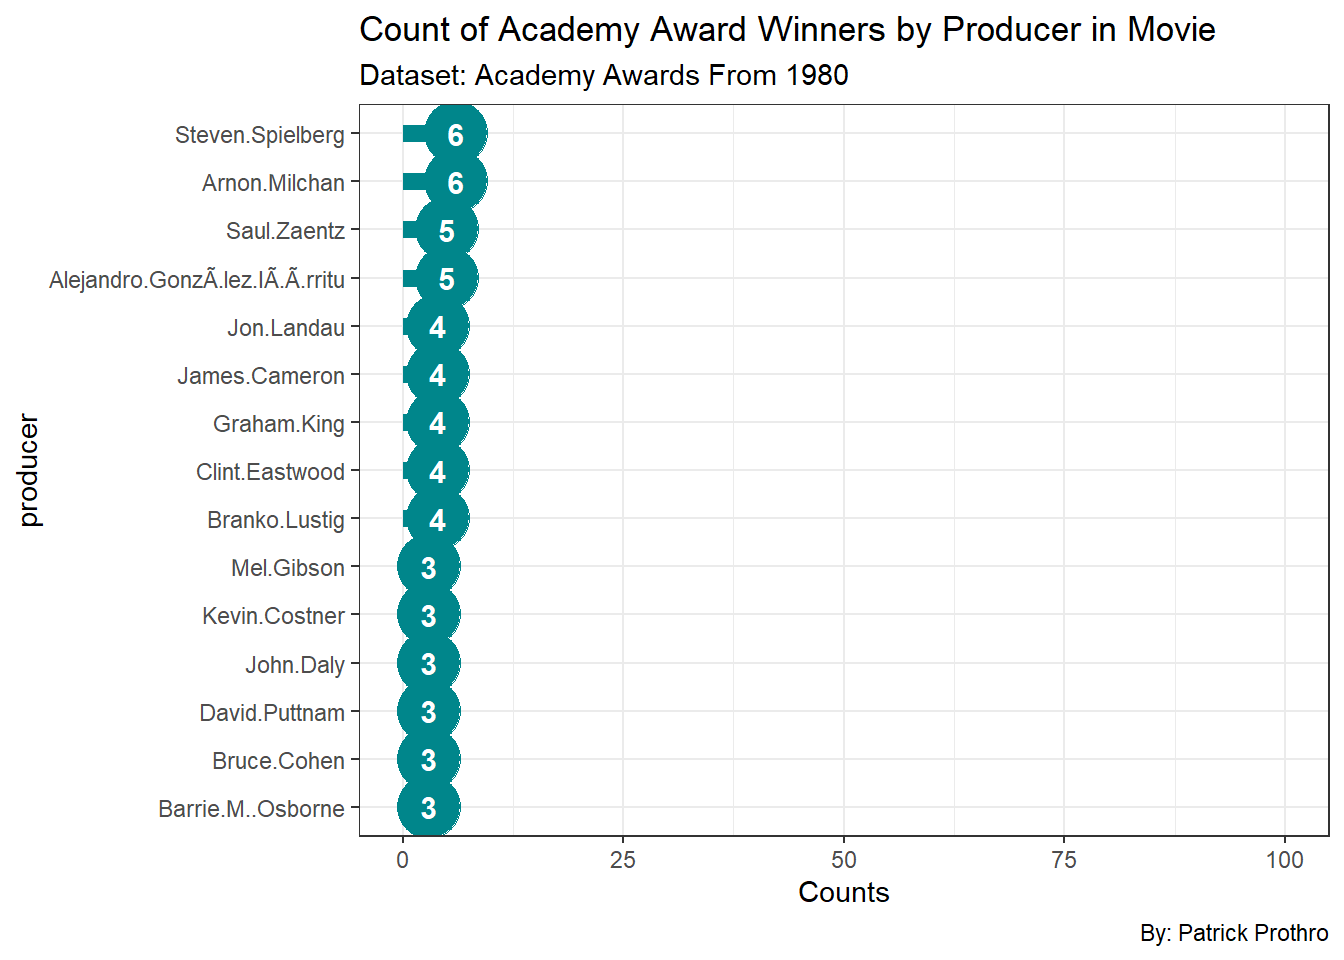 Count of Academy Award Winners by Producer in Movie
Dataset: Academy Awards From 1980
Steven.Spielberg 6
Arnon.Milchan 6
Saul.Zaentz 5
Alejandro.GonzÃ.lez.IÃ.Ã.rritu 5
Jon.Landau 4
James.Cameron 4
Graham.King 4
Clint.Eastwood 4
Branko.Lustig 4
Mel.Gibson 3
Kevin.Costner 3
John.Daly 3
David.Puttnam 3
Bruce.Cohen 3
Barrie.M..Osborne 3
producer
0 25 50 75 100
Counts
By: Patrick Prothro